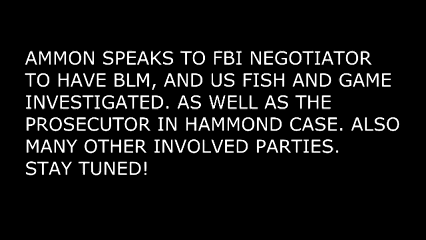 AMMON SPEAKS TO FBI NEGOTIATOR
TO HAVE BLM, AND US FISH AND GAME
INVESTIGATED. AS WELL AS THE
PROSECUTOR IN HAMMOND CASE. ALSO
MANY OTHER INVOLVED PARTIES.
STAY TUNED!